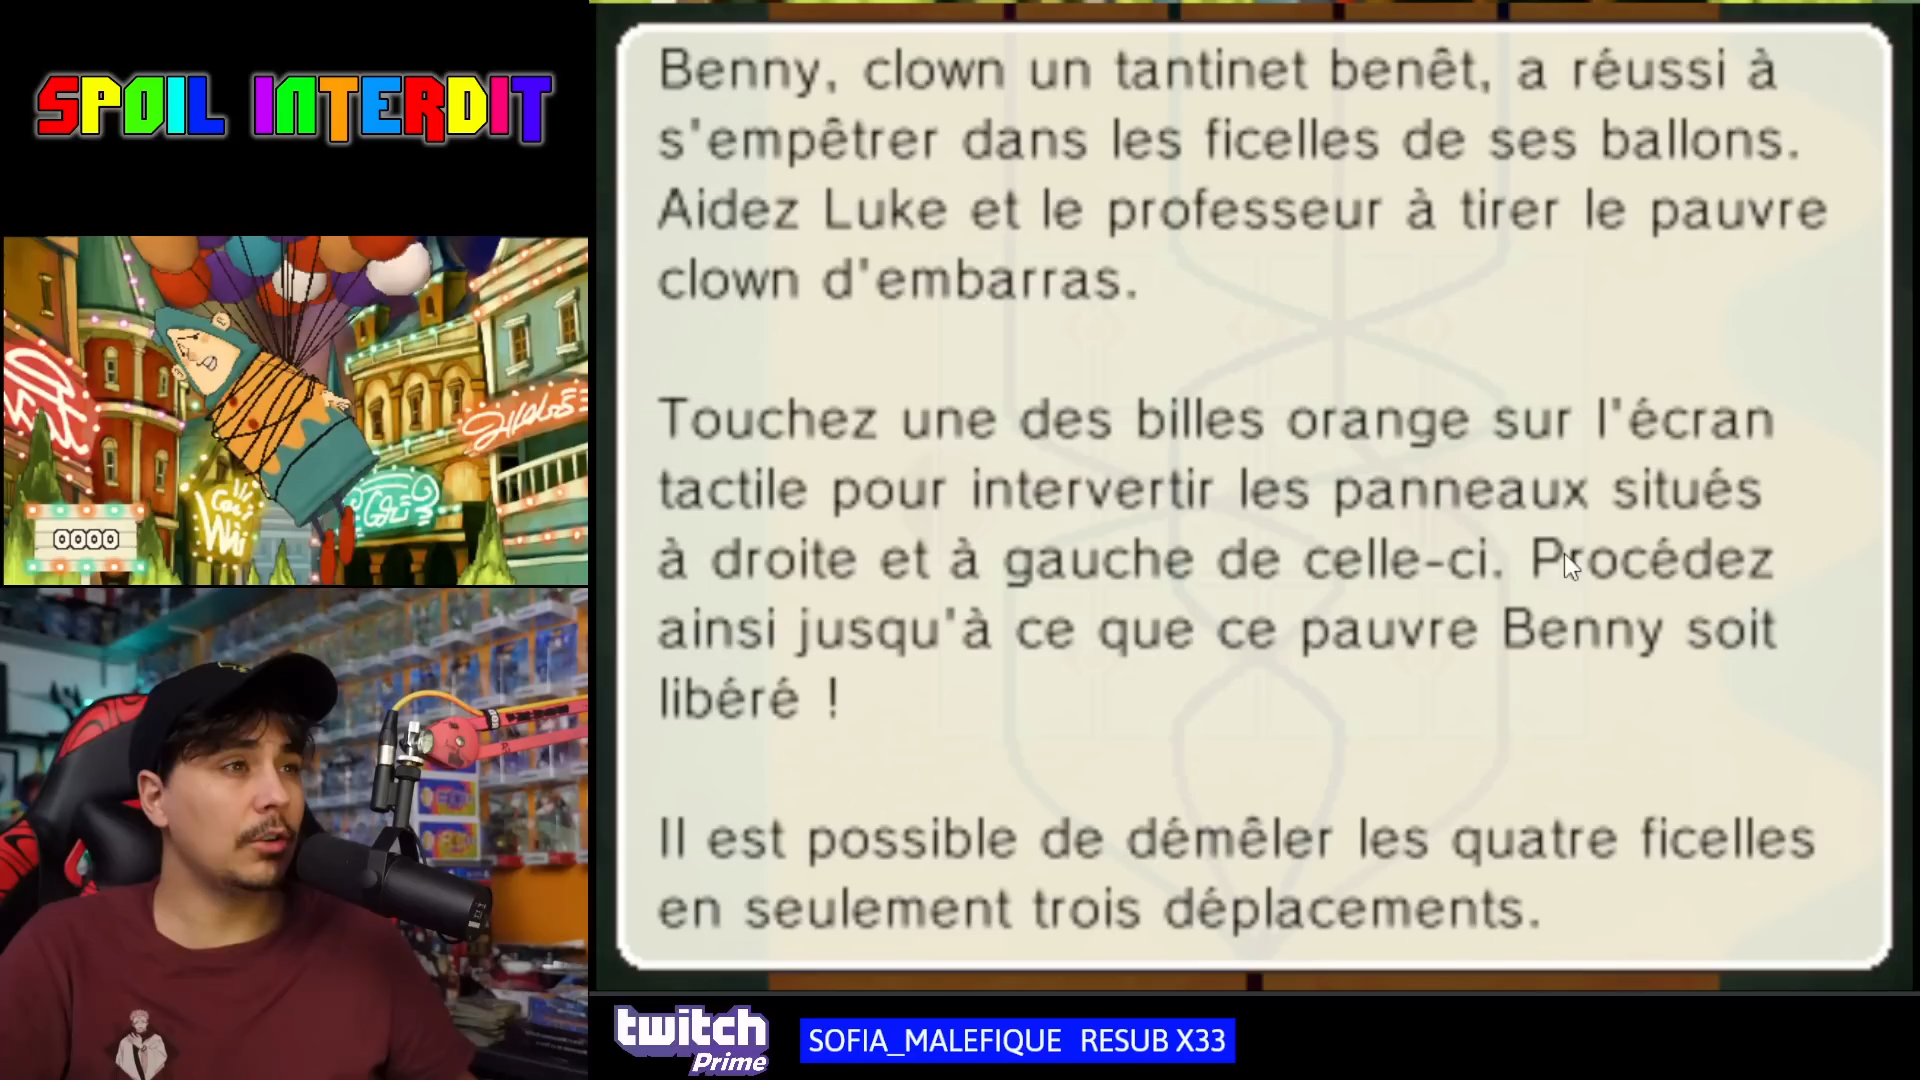 SPOIL INTERDIT
Benny, clown un tantinet benêt, a réussi à
s'empêtrer dans les ficelles de ses ballons.
Aidez Luke et le professeur à tirer le pauvre
clown d'embarras.
Touchez une des billes orange sur l'écran
tactile pour intervertir les panneaux situés
à droite et à gauche de celle-ci. Procédez
ainsi jusqu'à ce que ce pauvre Benny soit
libéré !
Il est possible de démêler les quatre ficelles
en seulement trois déplacements.
0000
twitch
Prime
SOFIA_MALEFIQUE RESUB X33